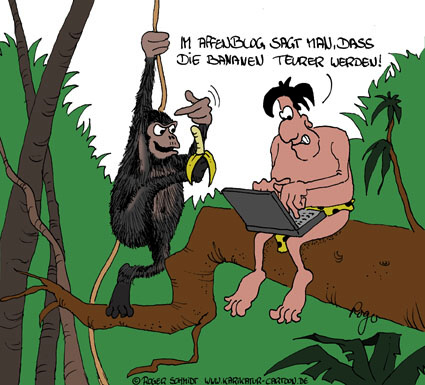 IM AFFENBLOG SAGT MAN, DASS
DIE BANANEN TEURER WERDEN!
Rogo
© ROGER SCHMIDT WWW.KARIKATUR-CARTOON.DE